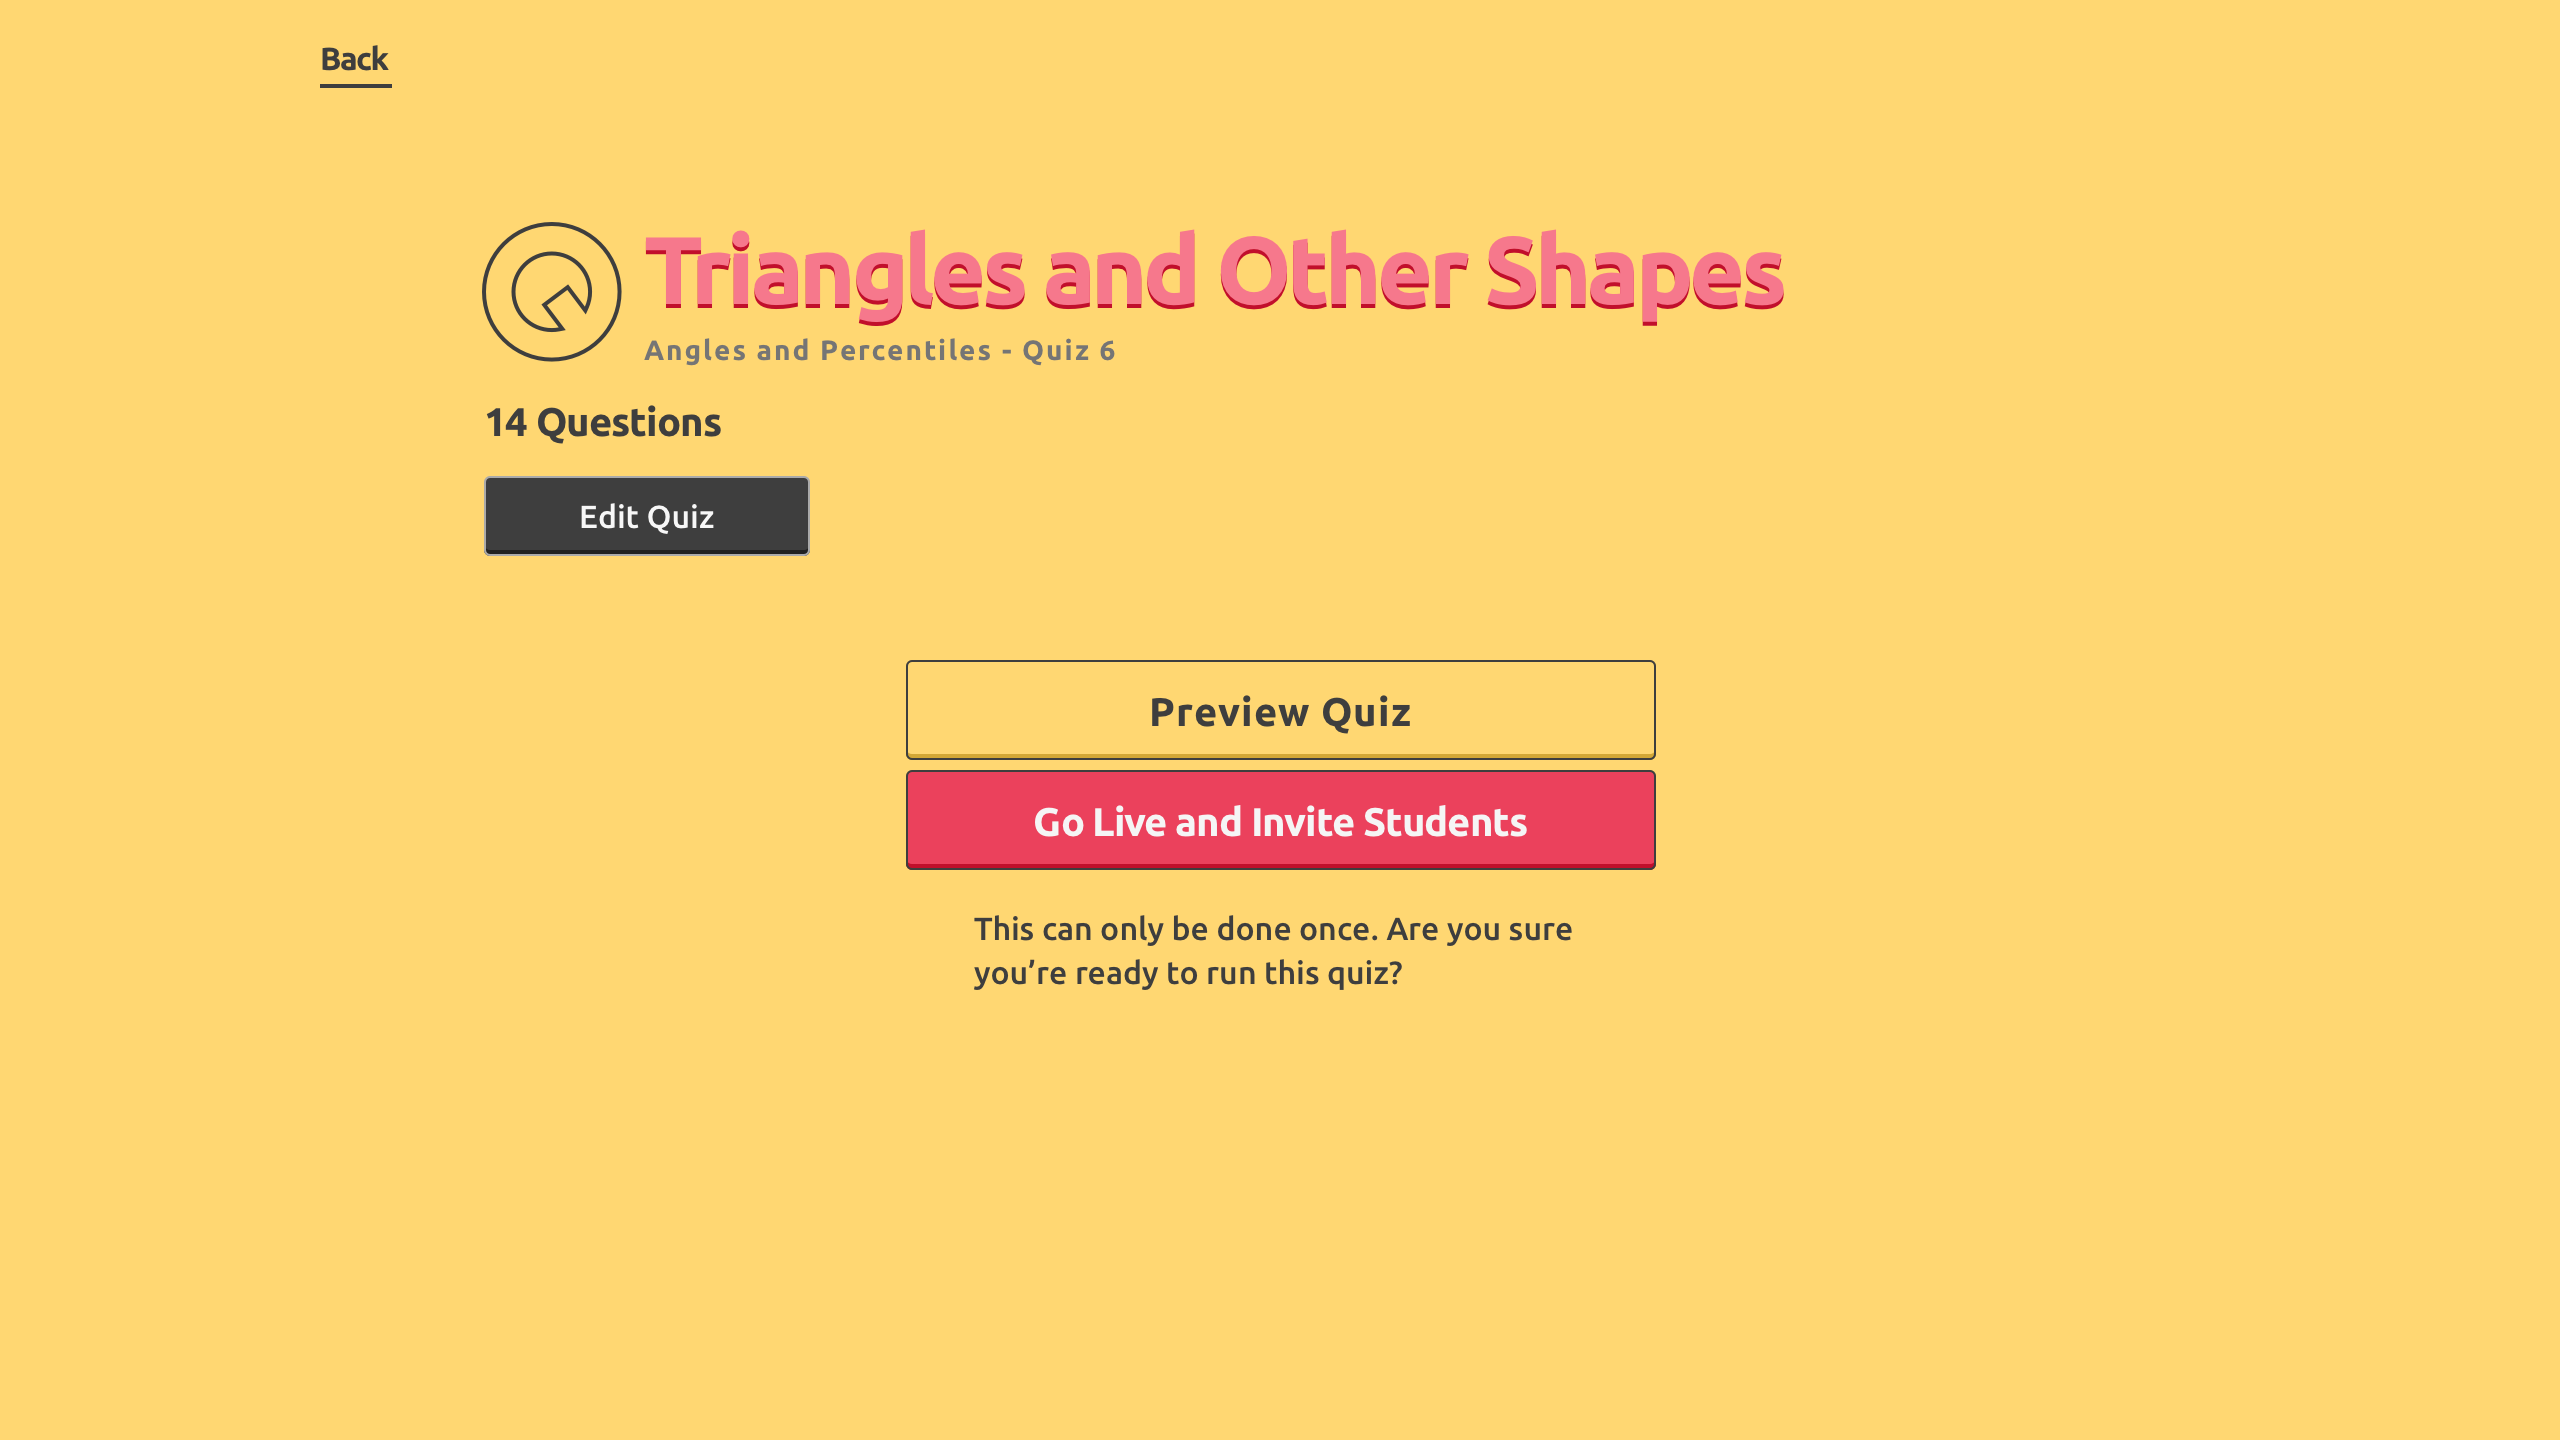 Back
Triangles and Other Shapes
Angles and Percentiles - Quiz 6
14 Questions
Edit Quiz
Preview Quiz
Go Live and Invite Students
This can only be done once. Are you sure
you’re ready to run this quiz?